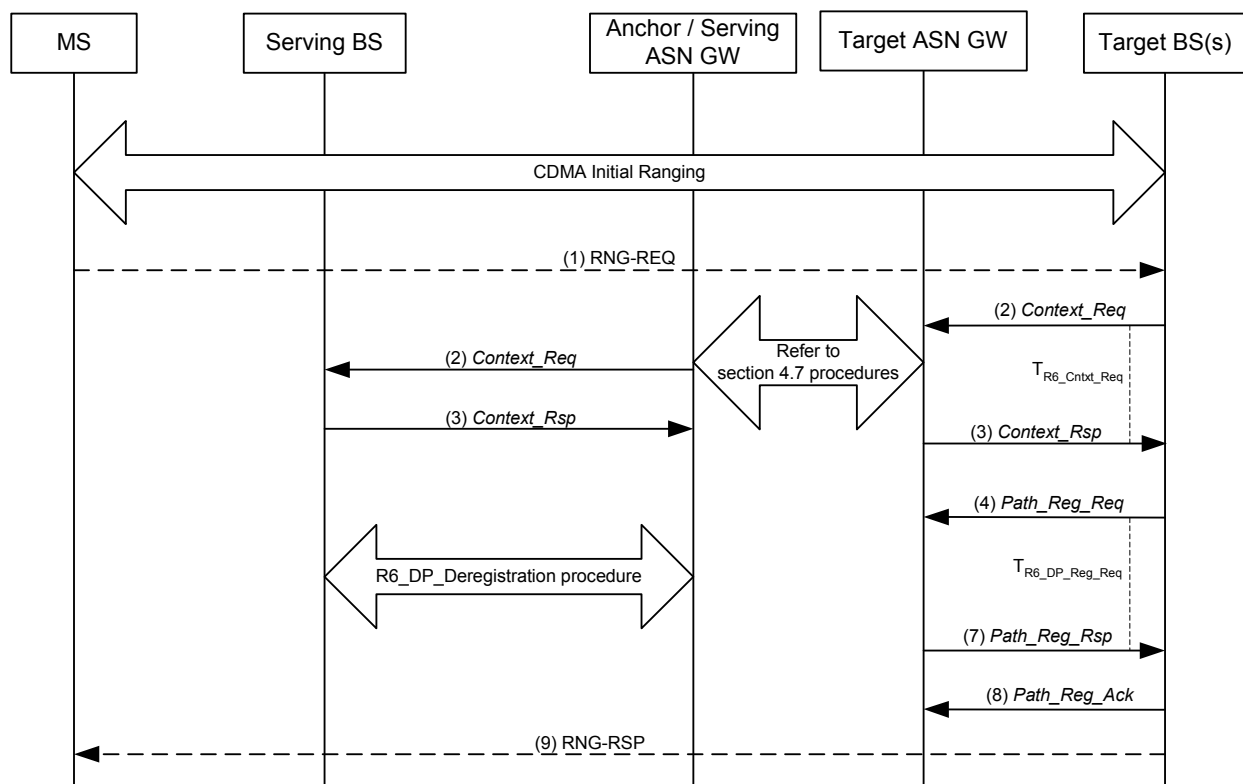 MS
Serving BS
Anchor / Serving
ASN GW
Target ASN GW
Target BS(s)
CDMA Initial Ranging
(1) RNG-REQ
(2) Context_Req
Refer to
section 4.7 procedures
(2) Context_Req
T_R6_Cntxt_Req
(3) Context_Rsp
(3) Context_Rsp
(4) Path_Reg_Req
R6_DP_Deregistration procedure
T_R6_DP_Reg_Req
(7) Path_Reg_Rsp
(8) Path_Reg_Ack
(9) RNG-RSP